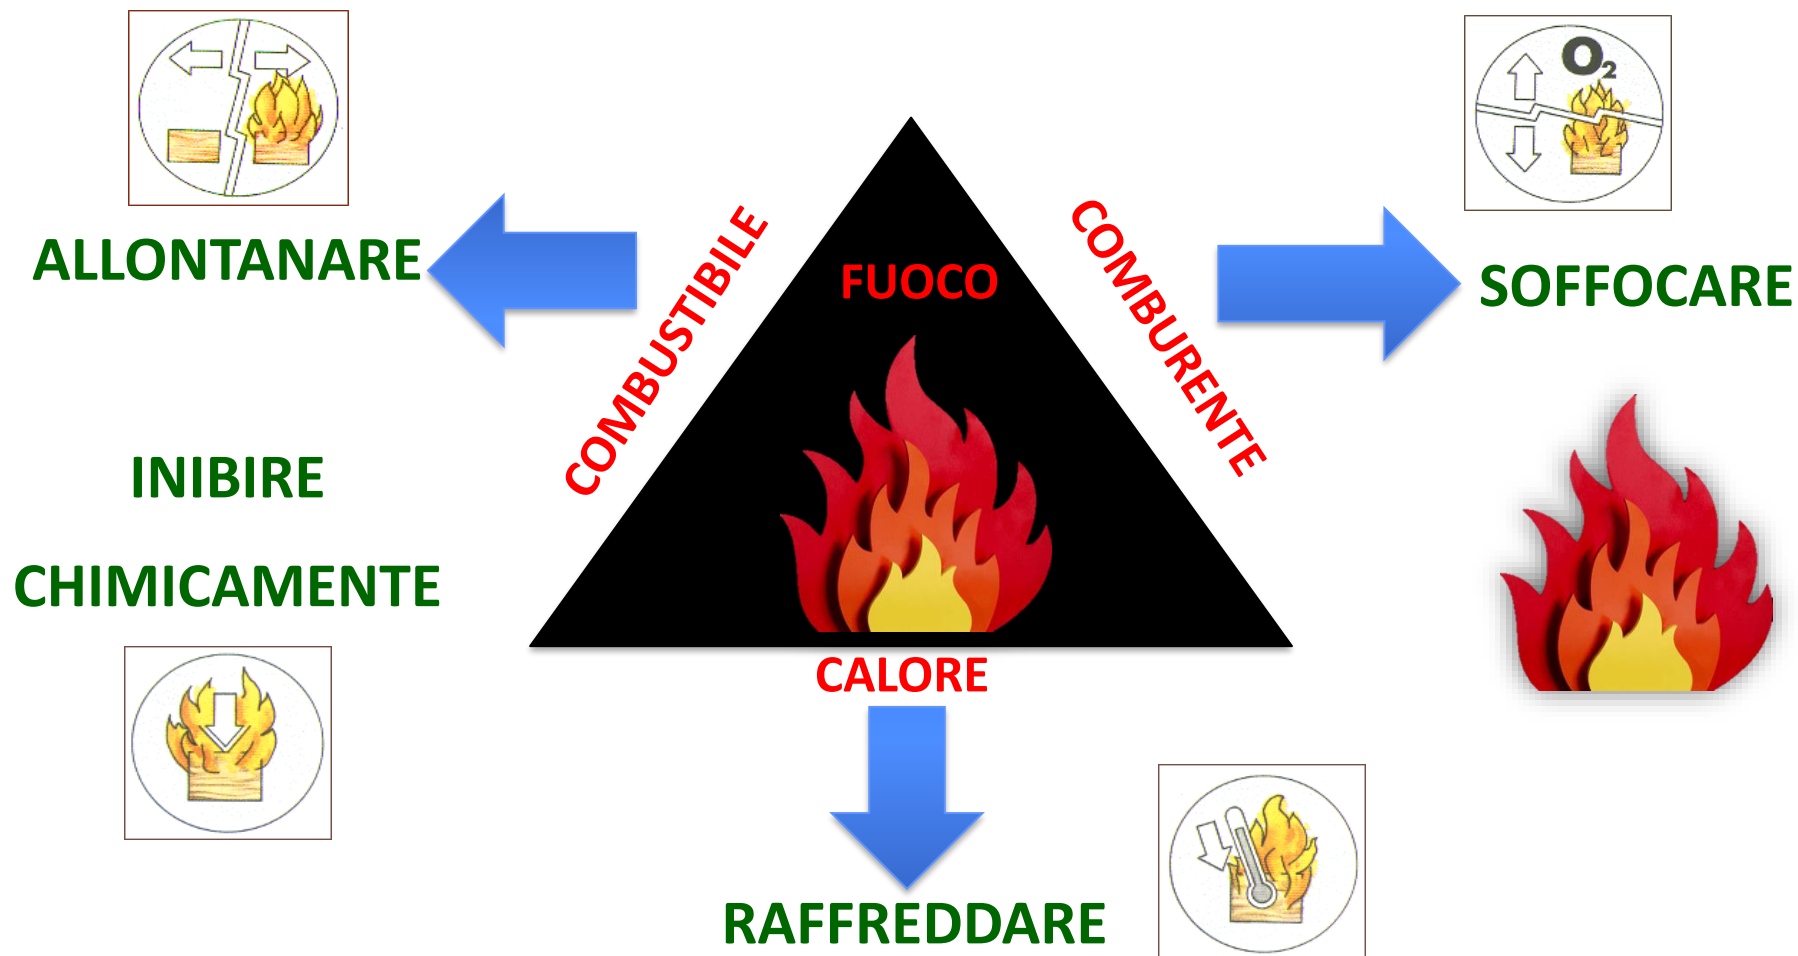 O2
ALLONTANARE
COMBUSTIBILE
FUOCO
COMBURENTE
SOFFOCARE
INIBIRE
CHIMICAMENTE
CALORE
RAFFREDDARE